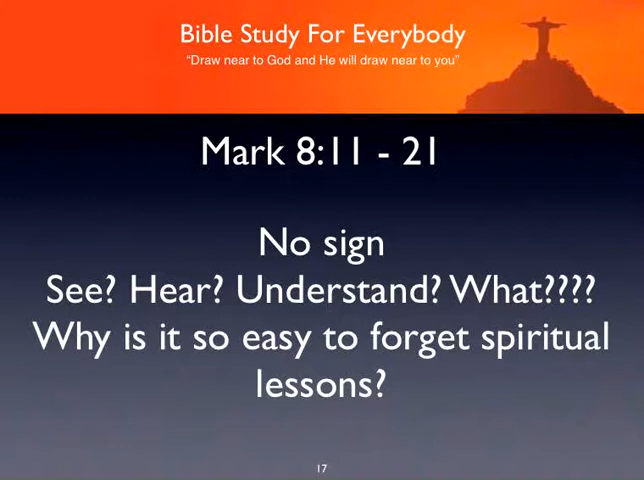 Bible Study For Everybody
“Draw near to God and He will draw near to you”
Mark 8:11 - 21
No sign
See? Hear? Understand? What????
Why is it so easy to forget spiritual
lessons?
17